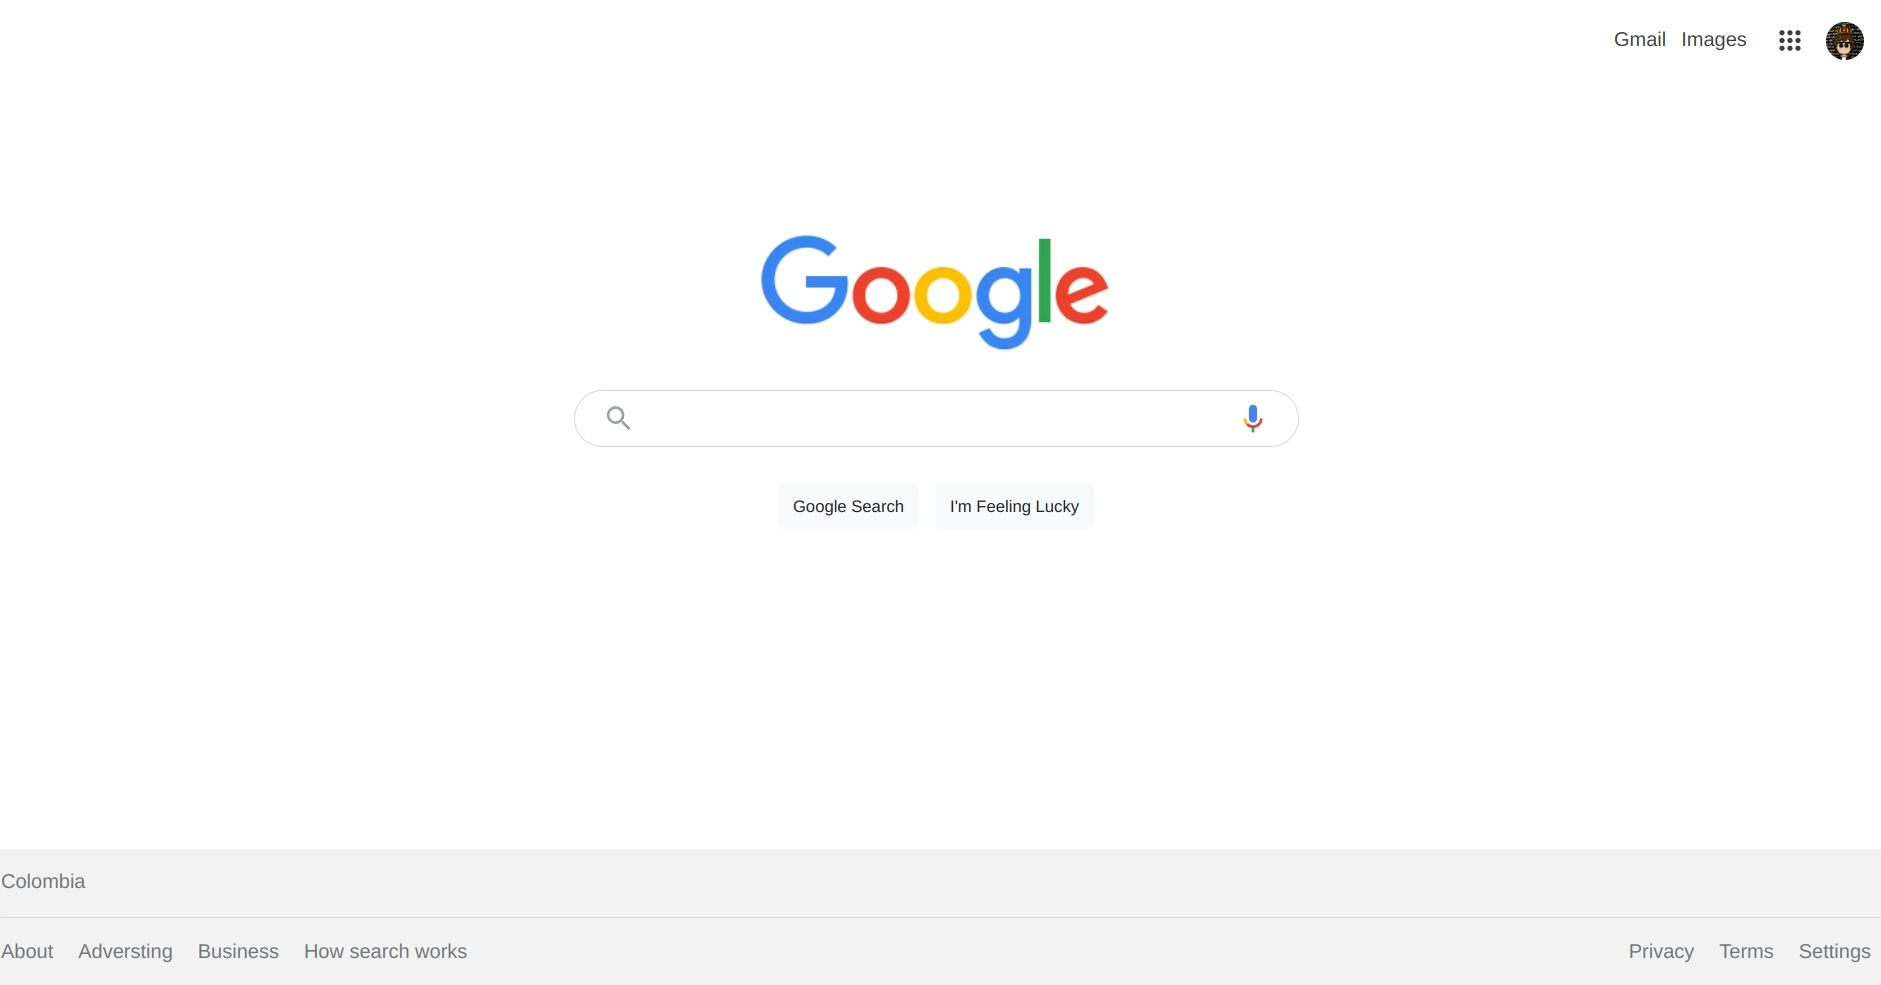 Gmail Images
Google
Google Search I'm Feeling Lucky
Colombia
About Adversting Business How search works Privacy Terms Settings